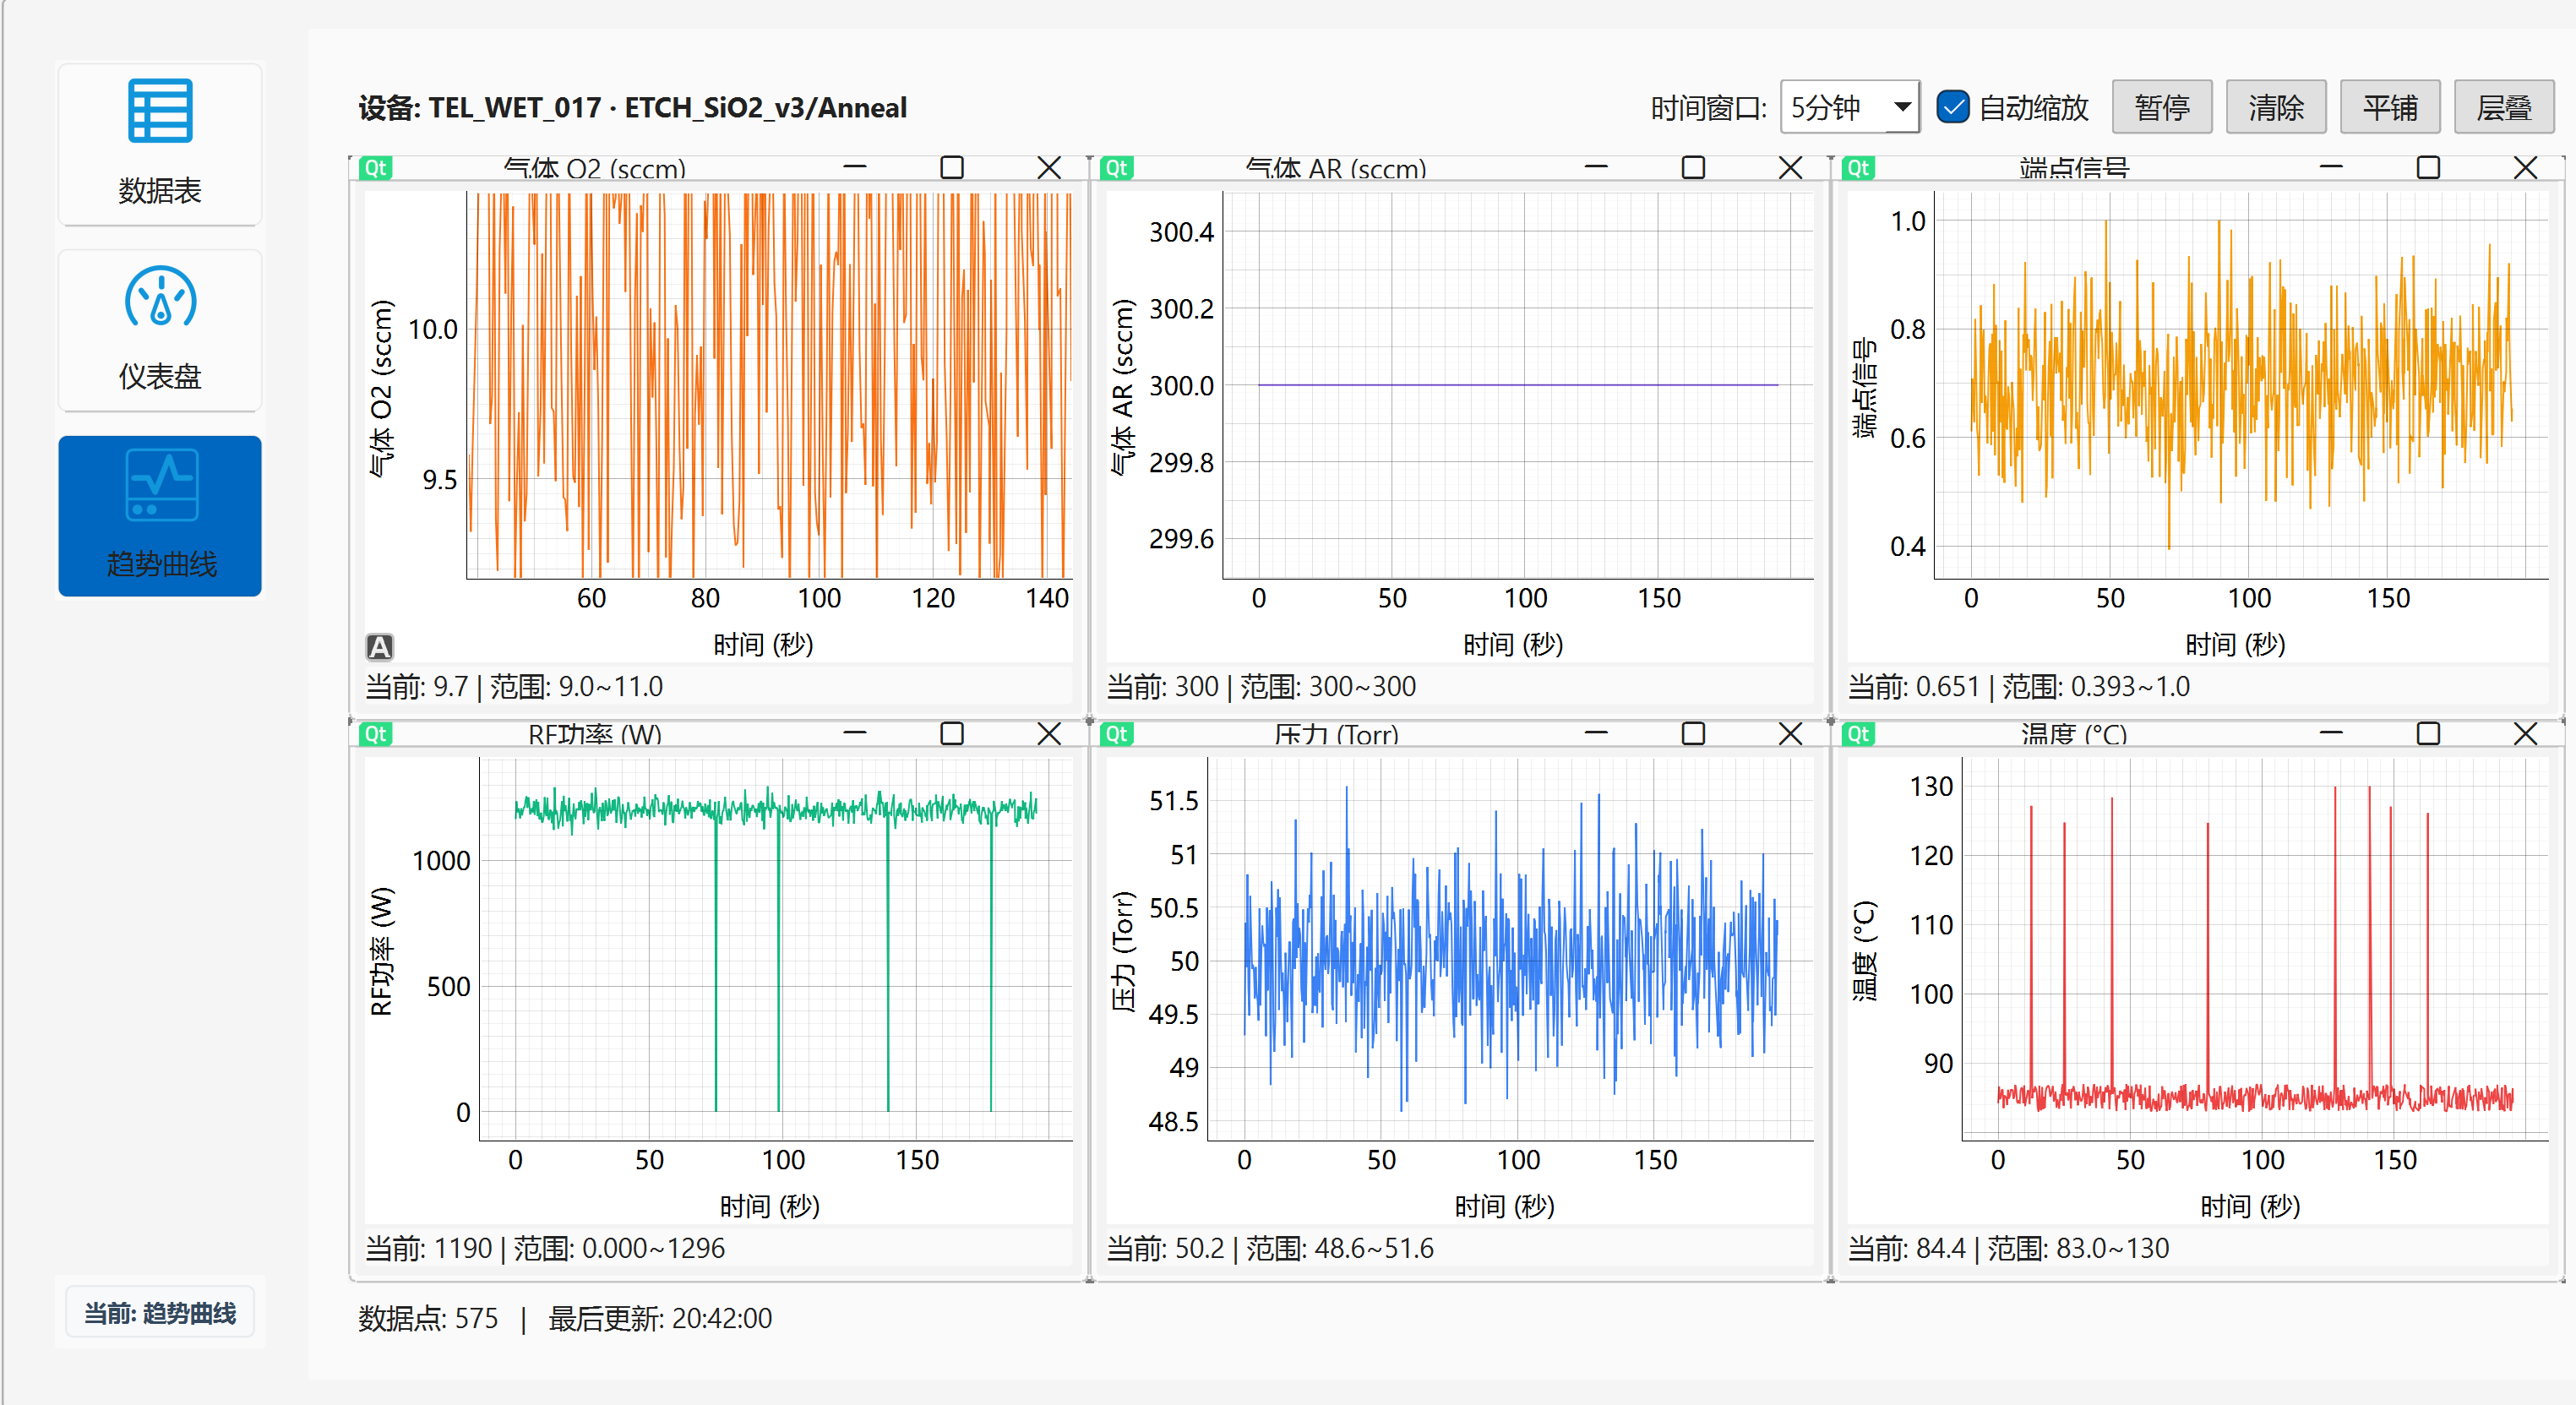 数据表
仪表盘
趋势曲线
当前: 趋势曲线
设备: TEL_WET_017 · ETCH_SiO2_v3/Anneal
时间窗口: 5分钟 自动缩放 暂停 清除 平铺 层叠
Qt 气体 O2 (sccm)
气体 O2 (sccm)
10.0
9.5
60 80 100 120 140
时间 (秒)
A
当前: 9.7 | 范围: 9.0~11.0
Qt 气体 AR (sccm)
气体 AR (sccm)
300.4
300.2
300.0
299.8
299.6
0 50 100 150
时间 (秒)
当前: 300 | 范围: 300~300
Qt 端点信号
端点信号
1.0
0.8
0.6
0.4
0 50 100 150
时间 (秒)
当前: 0.651 | 范围: 0.393~1.0
Qt RF功率 (W)
RF功率 (W)
1000
500
0
0 50 100 150
时间 (秒)
当前: 1190 | 范围: 0.000~1296
Qt 压力 (Torr)
压力 (Torr)
51.5
51
50.5
50
49.5
49
48.5
0 50 100 150
时间 (秒)
当前: 50.2 | 范围: 48.6~51.6
Qt 温度 (°C)
温度 (°C)
130
120
110
100
90
0 50 100 150
时间 (秒)
当前: 84.4 | 范围: 83.0~130
数据点: 575 | 最后更新: 20:42:00